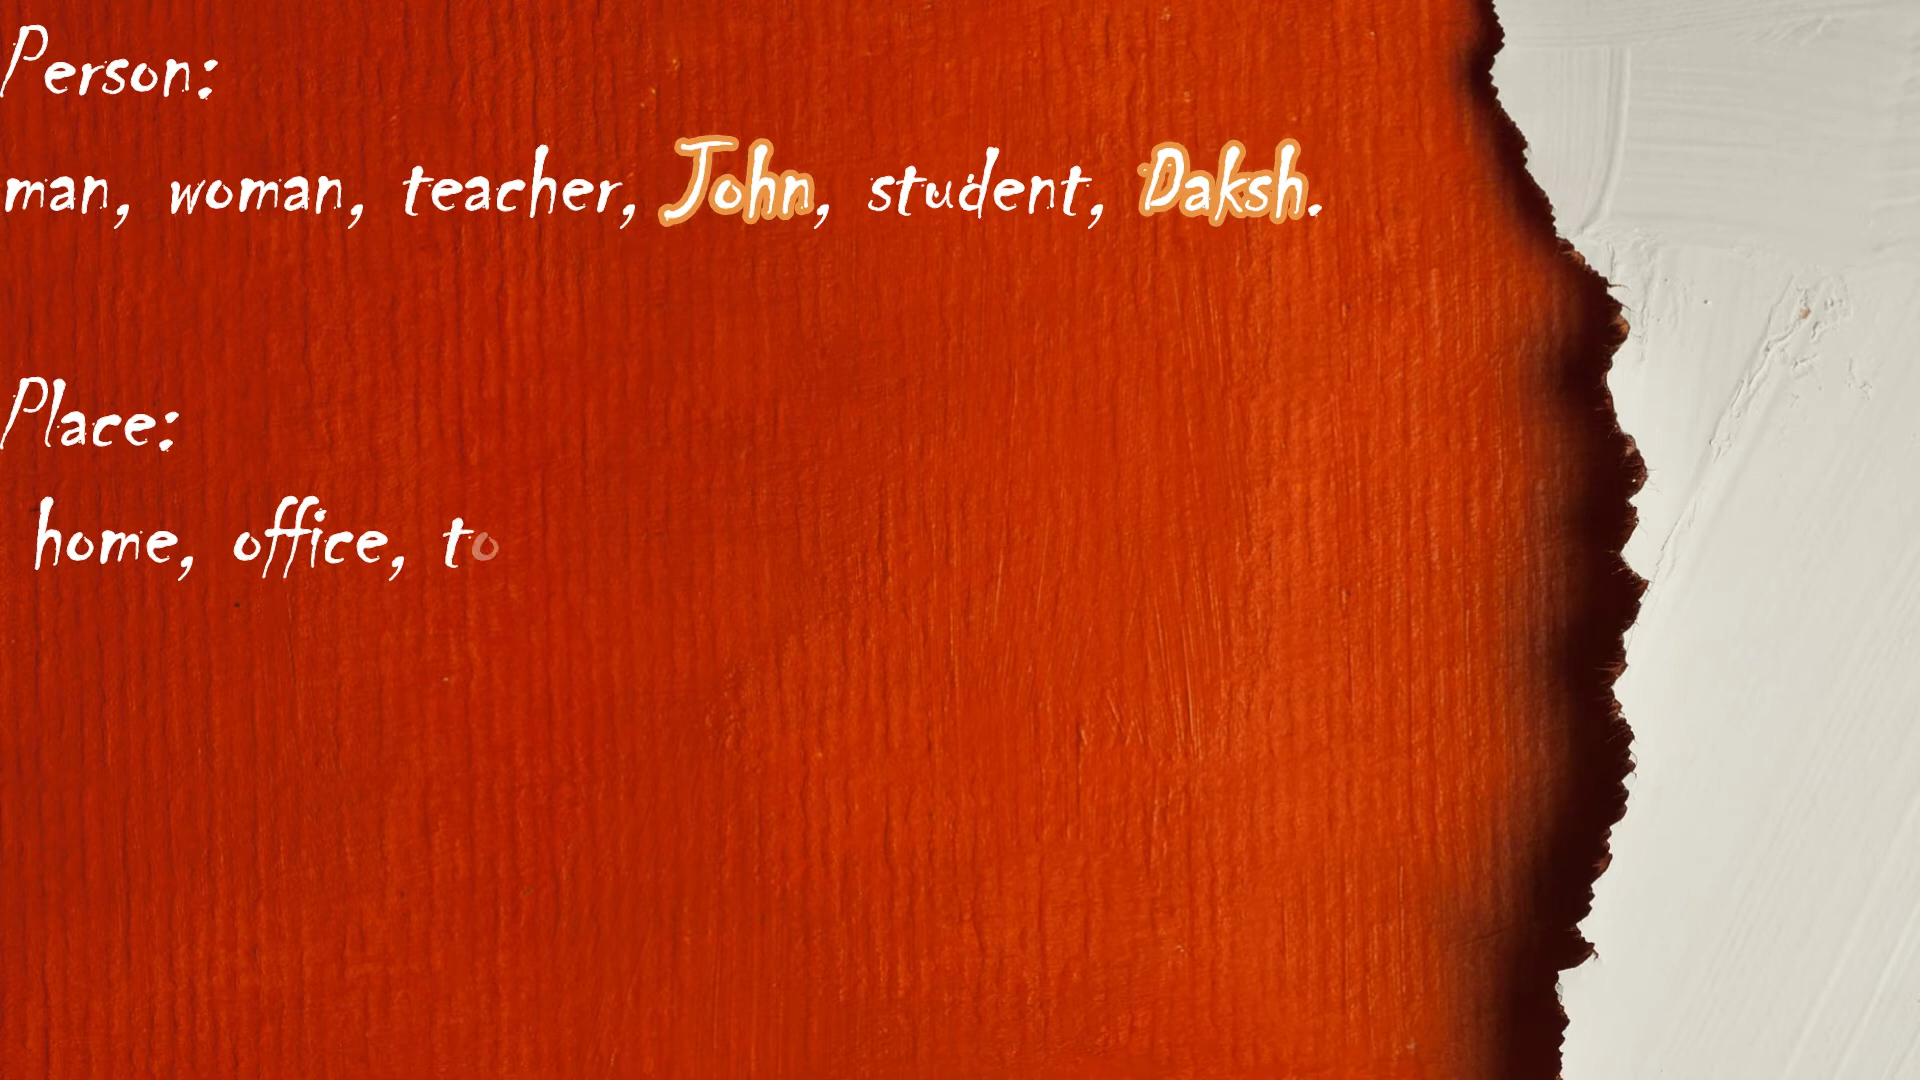 Person:
man, woman, teacher, John, student, Daksh.
Place:
home, office, to